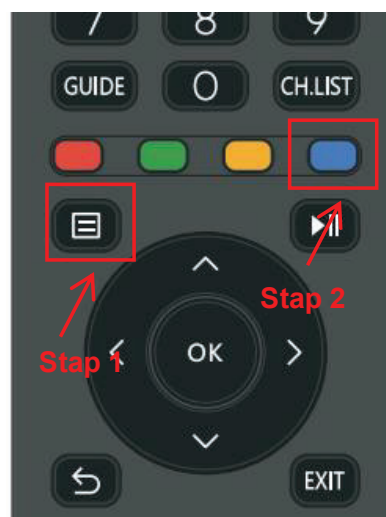 7 8 9
GUIDE 0 CH.LIST
Stap 2
Stap 1
OK
EXIT